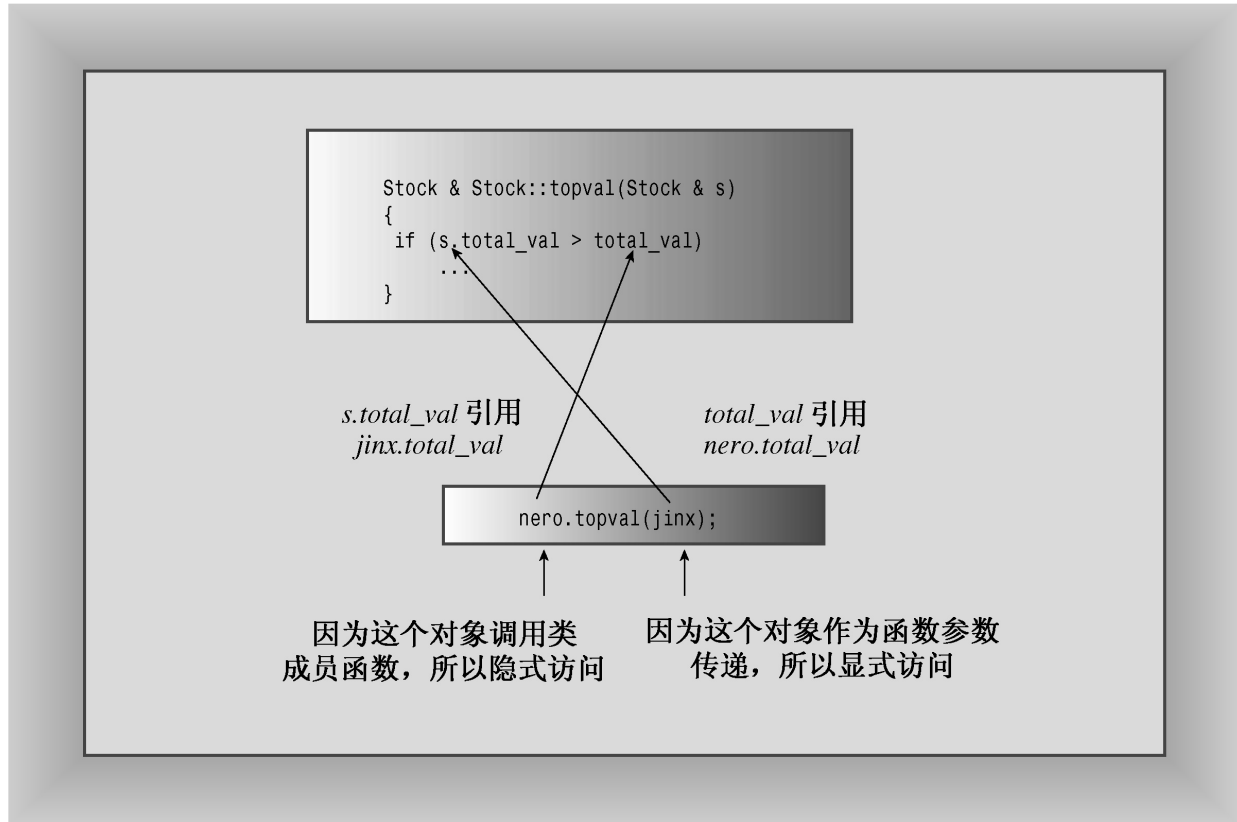 Stock & Stock::topval(Stock & s)
{
if (s.total_val > total_val)
...
}
s.total_val 引用
jinx.total_val
total_val 引用
nero.total_val
nero.topval(jinx);
因为这个对象调用类
成员函数，所以隐式访问
因为这个对象作为函数参数
传递，所以显式访问